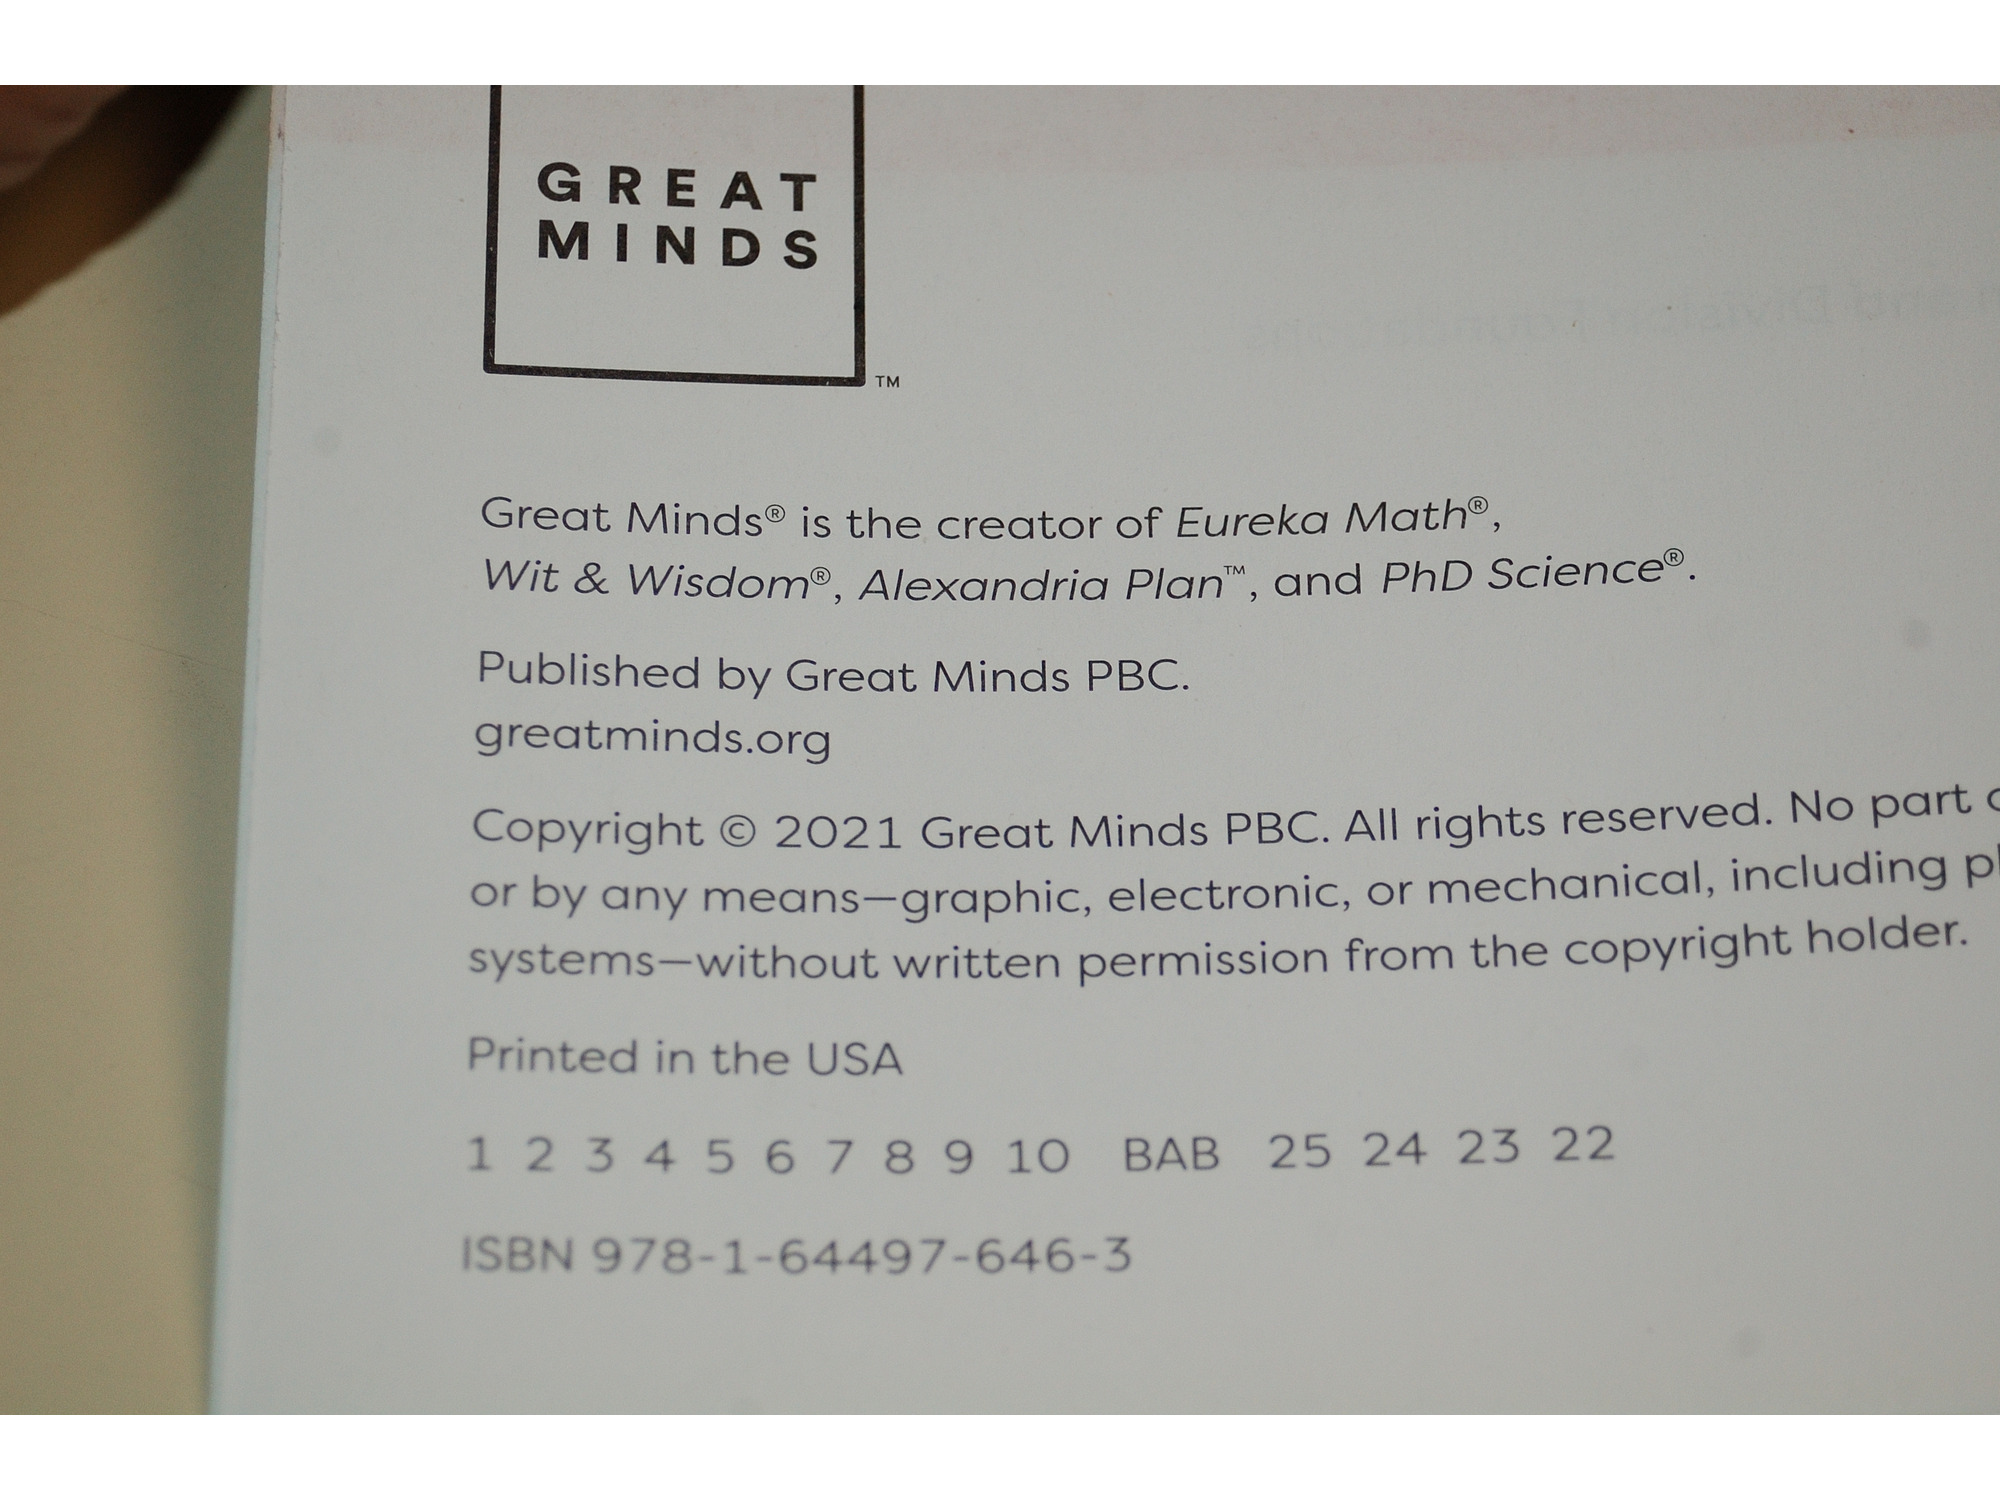 GREAT
MINDS
TM
Great Minds® is the creator of Eureka Math®,
Wit & Wisdom®, Alexandria Plan™, and PhD Science®.
Published by Great Minds PBC.
greatminds.org
Copyright © 2021 Great Minds PBC. All rights reserved. No part
or by any means—graphic, electronic, or mechanical, including
systems—without written permission from the copyright holder.
Printed in the USA
1 2 3 4 5 6 7 8 9 10 BAB 25 24 23 22
ISBN 978-1-64497-646-3